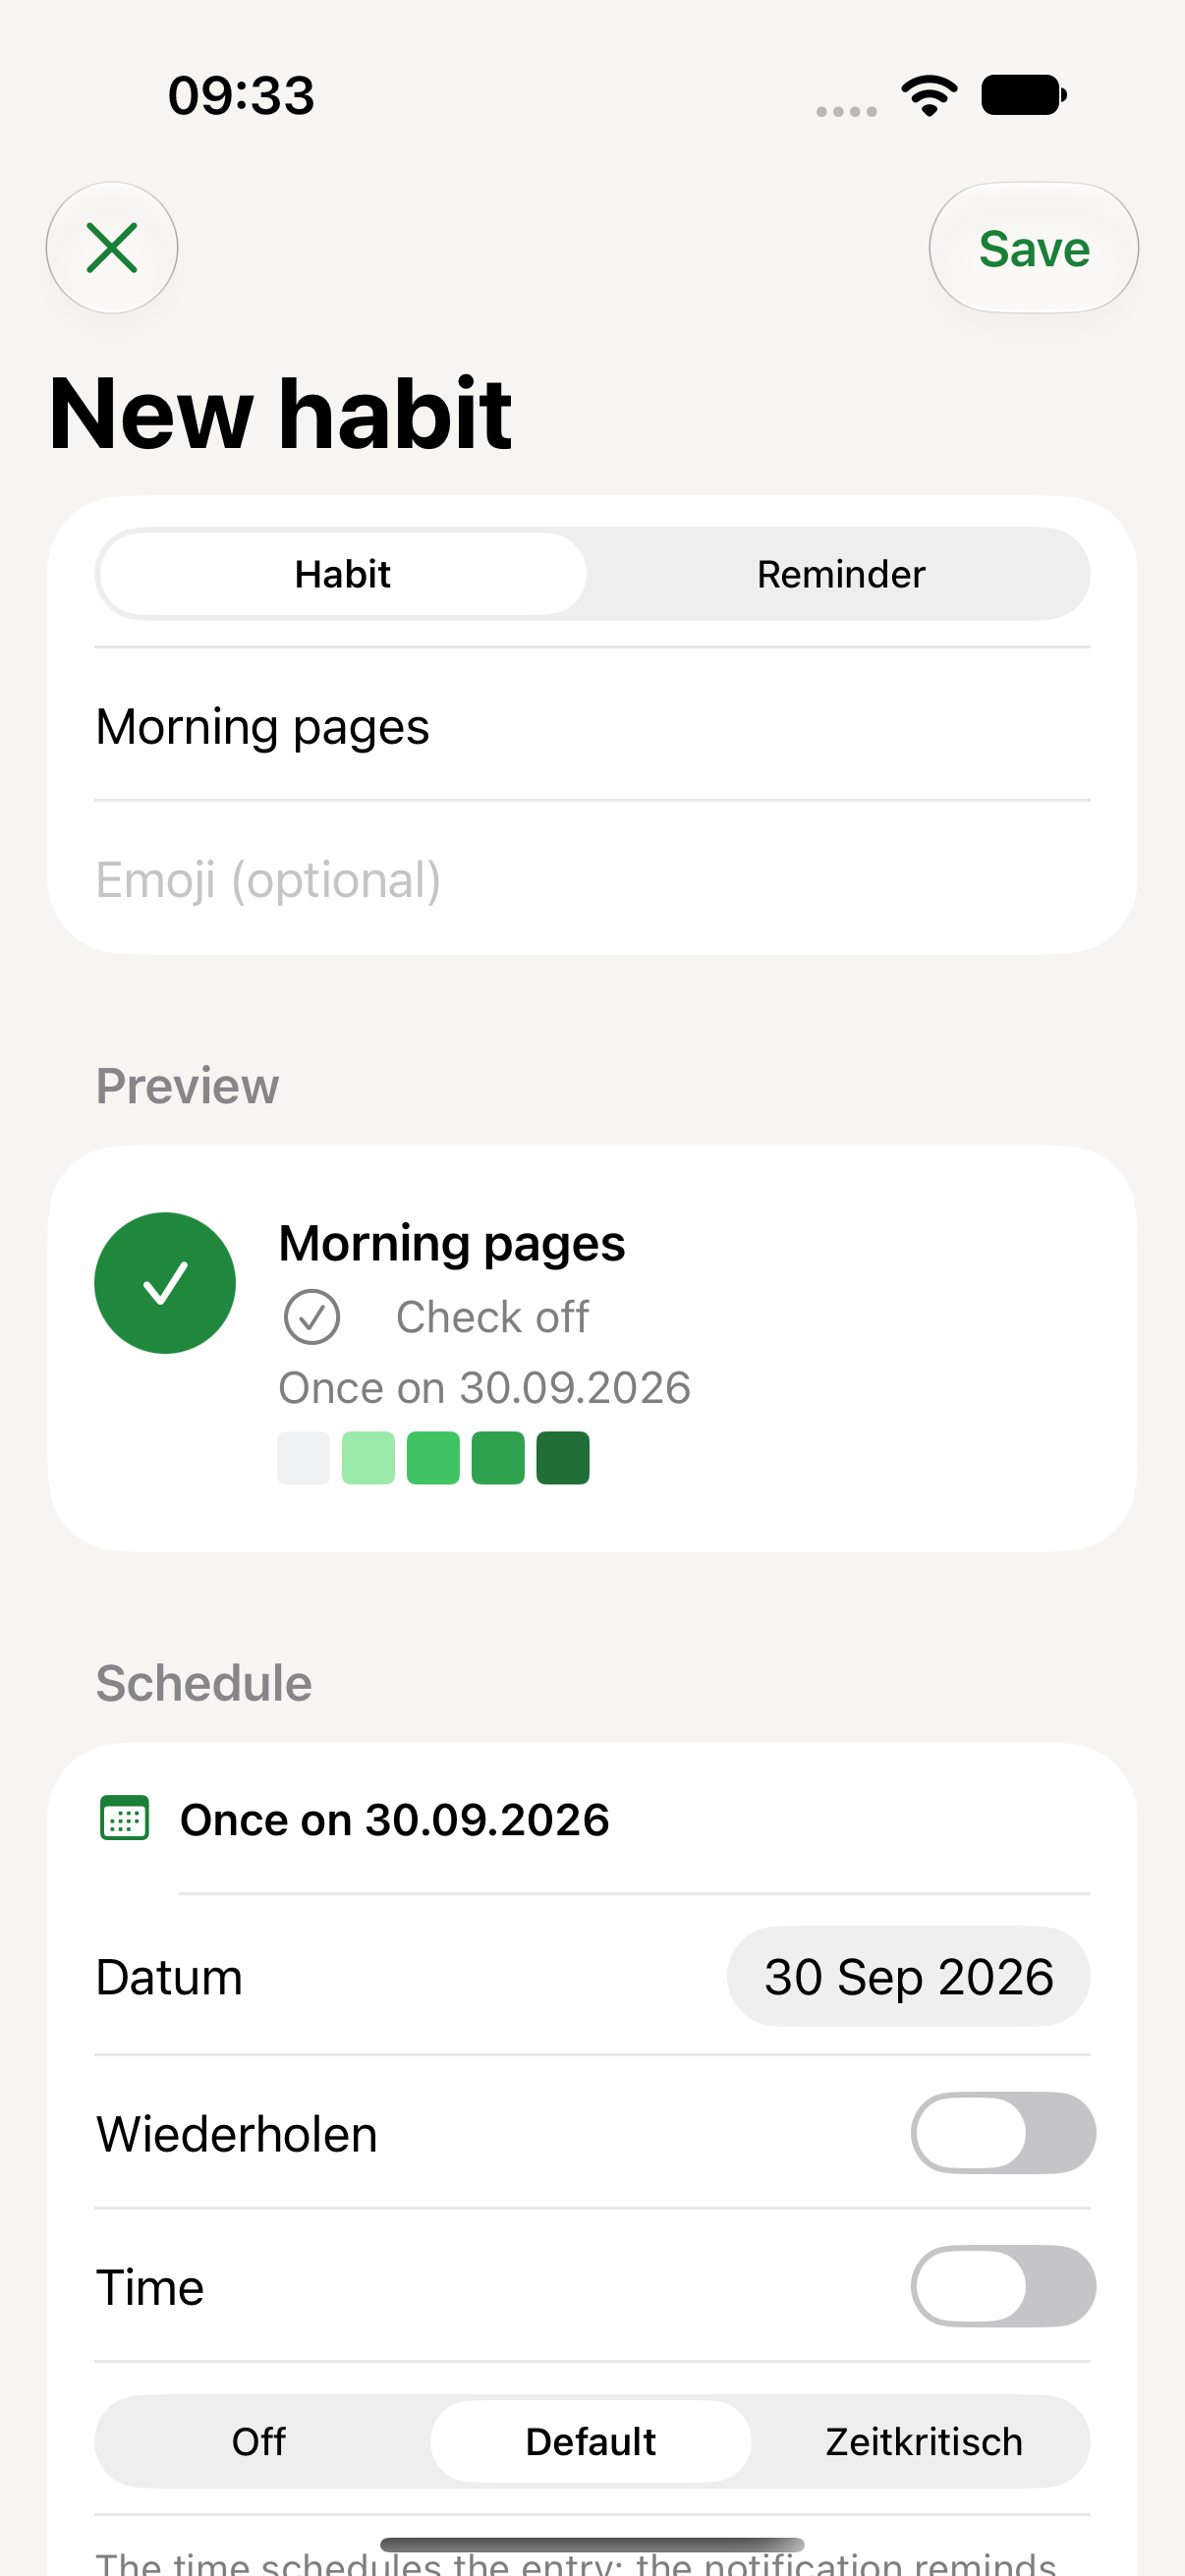 09:33
Save
New habit
Habit
Reminder
Morning pages
Emoji (optional)
Preview
Morning pages
Check off
Once on 30.09.2026
Schedule
Once on 30.09.2026
Datum
30 Sep 2026
Wiederholen
Time
Off
Default
Zeitkritisch
The time schedules the entry; the notification reminds